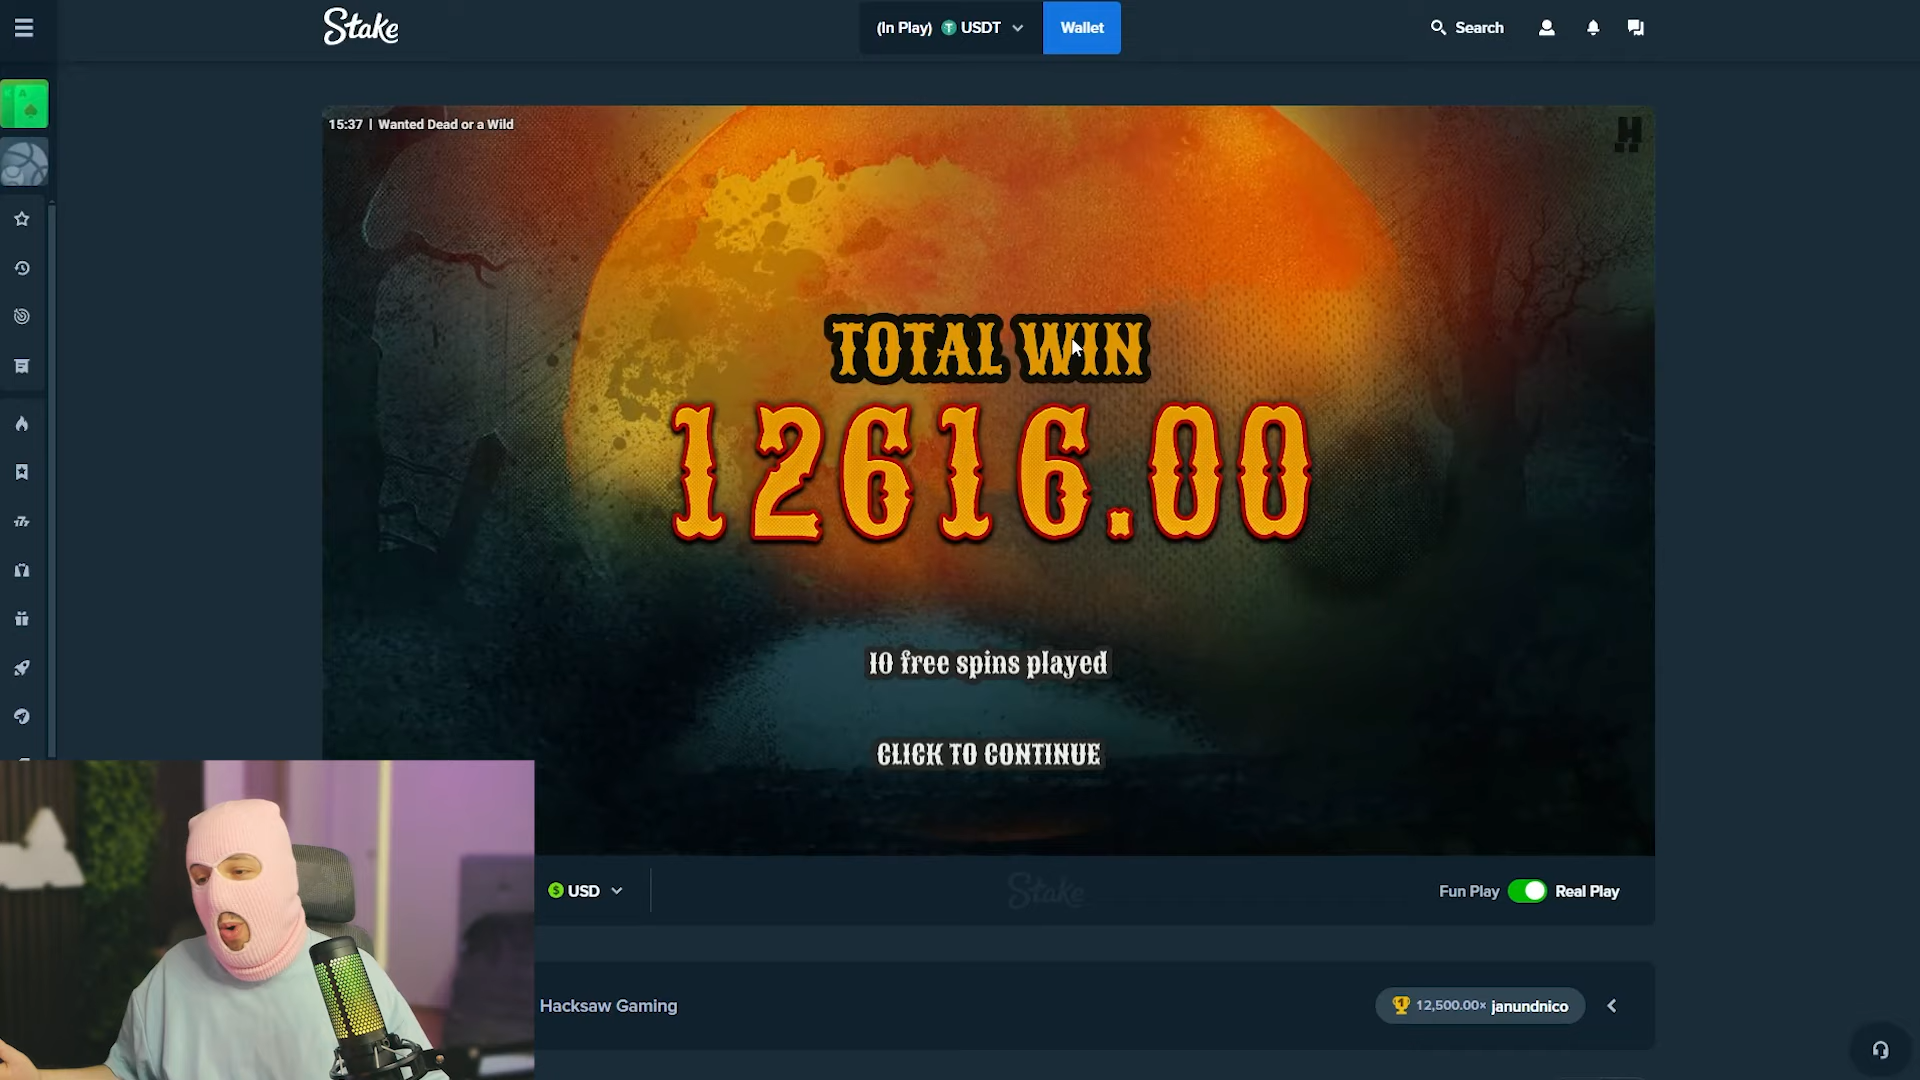 Stake
(In Play) USDT
Wallet
Search
15:37 | Wanted Dead or a Wild
TOTAL WIN
12616.00
10 free spins played
CLICK TO CONTINUE
USD
Stake
Fun Play
Real Play
Hacksaw Gaming
12,500.00× janundnico